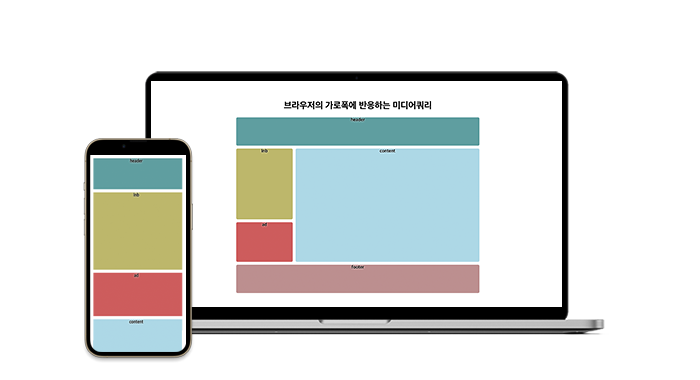 브라우저의 가로폭에 반응하는 미디어쿼리
header
lnb
content
ad
footer
header
lnb
ad
content